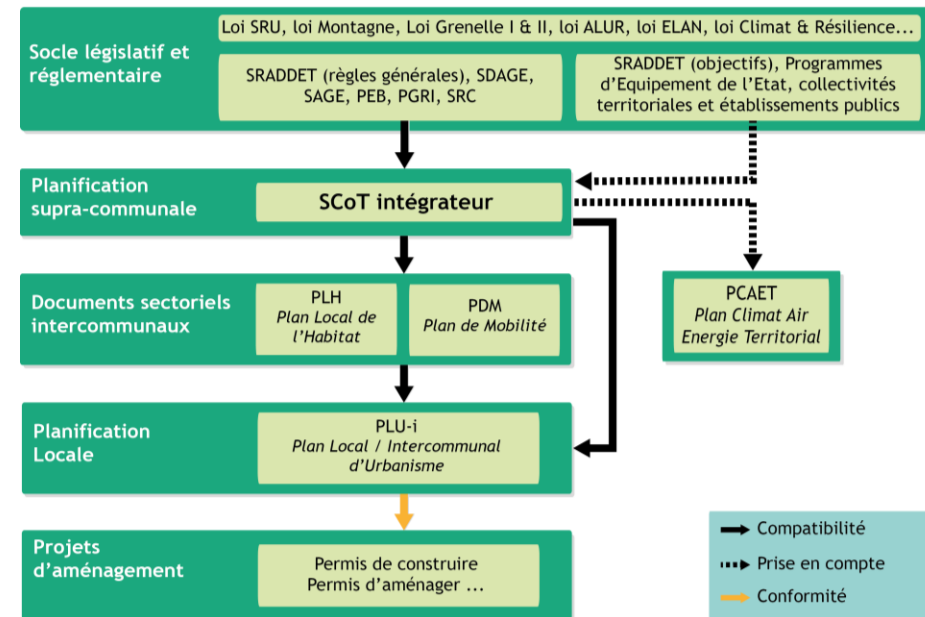 Loi SRU, loi Montagne, Loi Grenelle I & II, loi ALUR, loi ELAN, loi Climat & Résilience...
Socle législatif et
réglementaire
SRADDET (règles générales), SDAGE,
SAGE, PEB, PGRI, SRC
SRADDET (objectifs), Programmes
d'Equipement de l'Etat, collectivités
territoriales et établissements publics
Planification
supra-communale
SCoT intégrateur
Documents sectoriels
intercommunaux
PLH
Plan Local de
l'Habitat
PDM
Plan de Mobilité
PCAET
Plan Climat Air
Energie Territorial
Planification
Locale
PLU-i
Plan Local / Intercommunal
d'Urbanisme
Projets
d'aménagement
Permis de construire
Permis d'aménager ...
Compatibilité
Prise en compte
Conformité